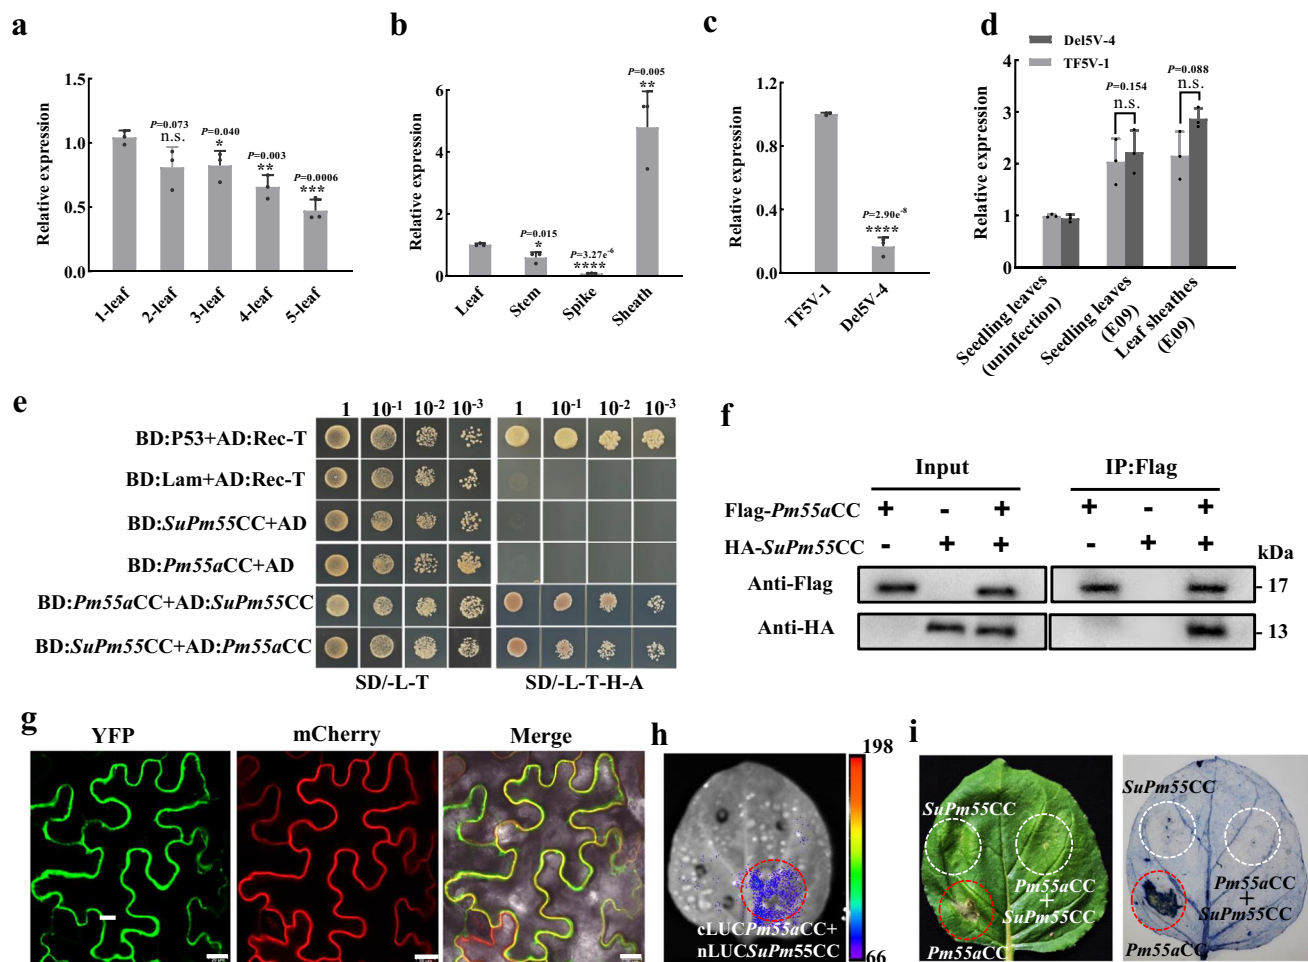 a
Relative expression
1.5
1.0
0.5
0.0
P=0.073
n.s.
P=0.040
*
P=0.003
**
P=0.0006
***
1-leaf
2-leaf
3-leaf
4-leaf
5-leaf
b
Relative expression
6
4
2
0
P=0.015
*
P=3.27e-6
****
P=0.005
**
Leaf
Stem
Spike
Sheath
c
Relative expression
1.2
0.8
0.4
0.0
P=2.90e-8
****
TF5V-1
Del5V-4
d
Del5V-4
TF5V-1
Relative expression
4
3
2
1
0
P=0.154
n.s.
P=0.088
n.s.
Seedling leaves
(uninfection)
Seedling leaves
(E09)
Leaf sheathes
(E09)
e
1 10-1 10-2 10-3 1 10-1 10-2 10-3
BD:P53+AD:Rec-T
BD:Lam+AD:Rec-T
BD:SuPm55CC+AD
BD:Pm55aCC+AD
BD:Pm55aCC+AD:SuPm55CC
BD:SuPm55CC+AD:Pm55aCC
SD/-L-T SD/-L-T-H-A
f
Input IP:Flag
Flag-Pm55aCC + - + + - +
HA-SuPm55CC - + + - + +
kDa
Anti-Flag - 17
Anti-HA - 13
g
YFP mCherry Merge
h
198
66
cLUCPm55aCC+
nLUCSuPm55CC
i
SuPm55CC
Pm55aCC
+
SuPm55CC
Pm55aCC
SuPm55CC
Pm55aCC
+
SuPm55CC
Pm55aCC